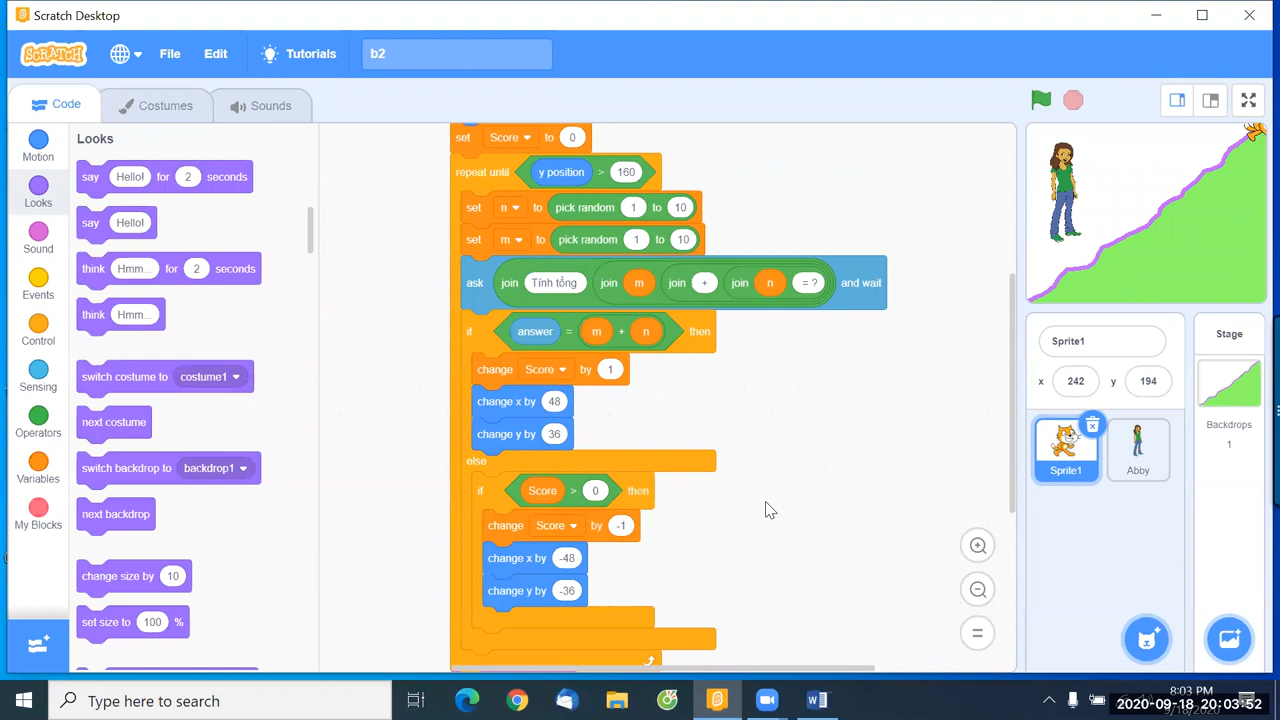 Scratch Desktop
SCRATCH
File
Edit
Tutorials
b2
Code
Costumes
Sounds
Motion
Looks
Sound
Events
Control
Sensing
Operators
Variables
My Blocks
Looks
say Hello! for 2 seconds
say Hello!
think Hmm... for 2 seconds
think Hmm...
switch costume to costume1
next costume
switch backdrop to backdrop1
next backdrop
change size by 10
set size to 100 %
set Score to 0
repeat until y position > 160
set n to pick random 1 to 10
set m to pick random 1 to 10
ask join Tính tổng join m join + join n = ? and wait
if answer = m + n then
change Score by 1
change x by 48
change y by 36
else
if Score > 0 then
change Score by -1
change x by -48
change y by -36
Sprite1
x 242 y 194
Sprite1
Abby
Stage
Backdrops
1
Type here to search
8:03 PM
2020-09-18 20:03:52